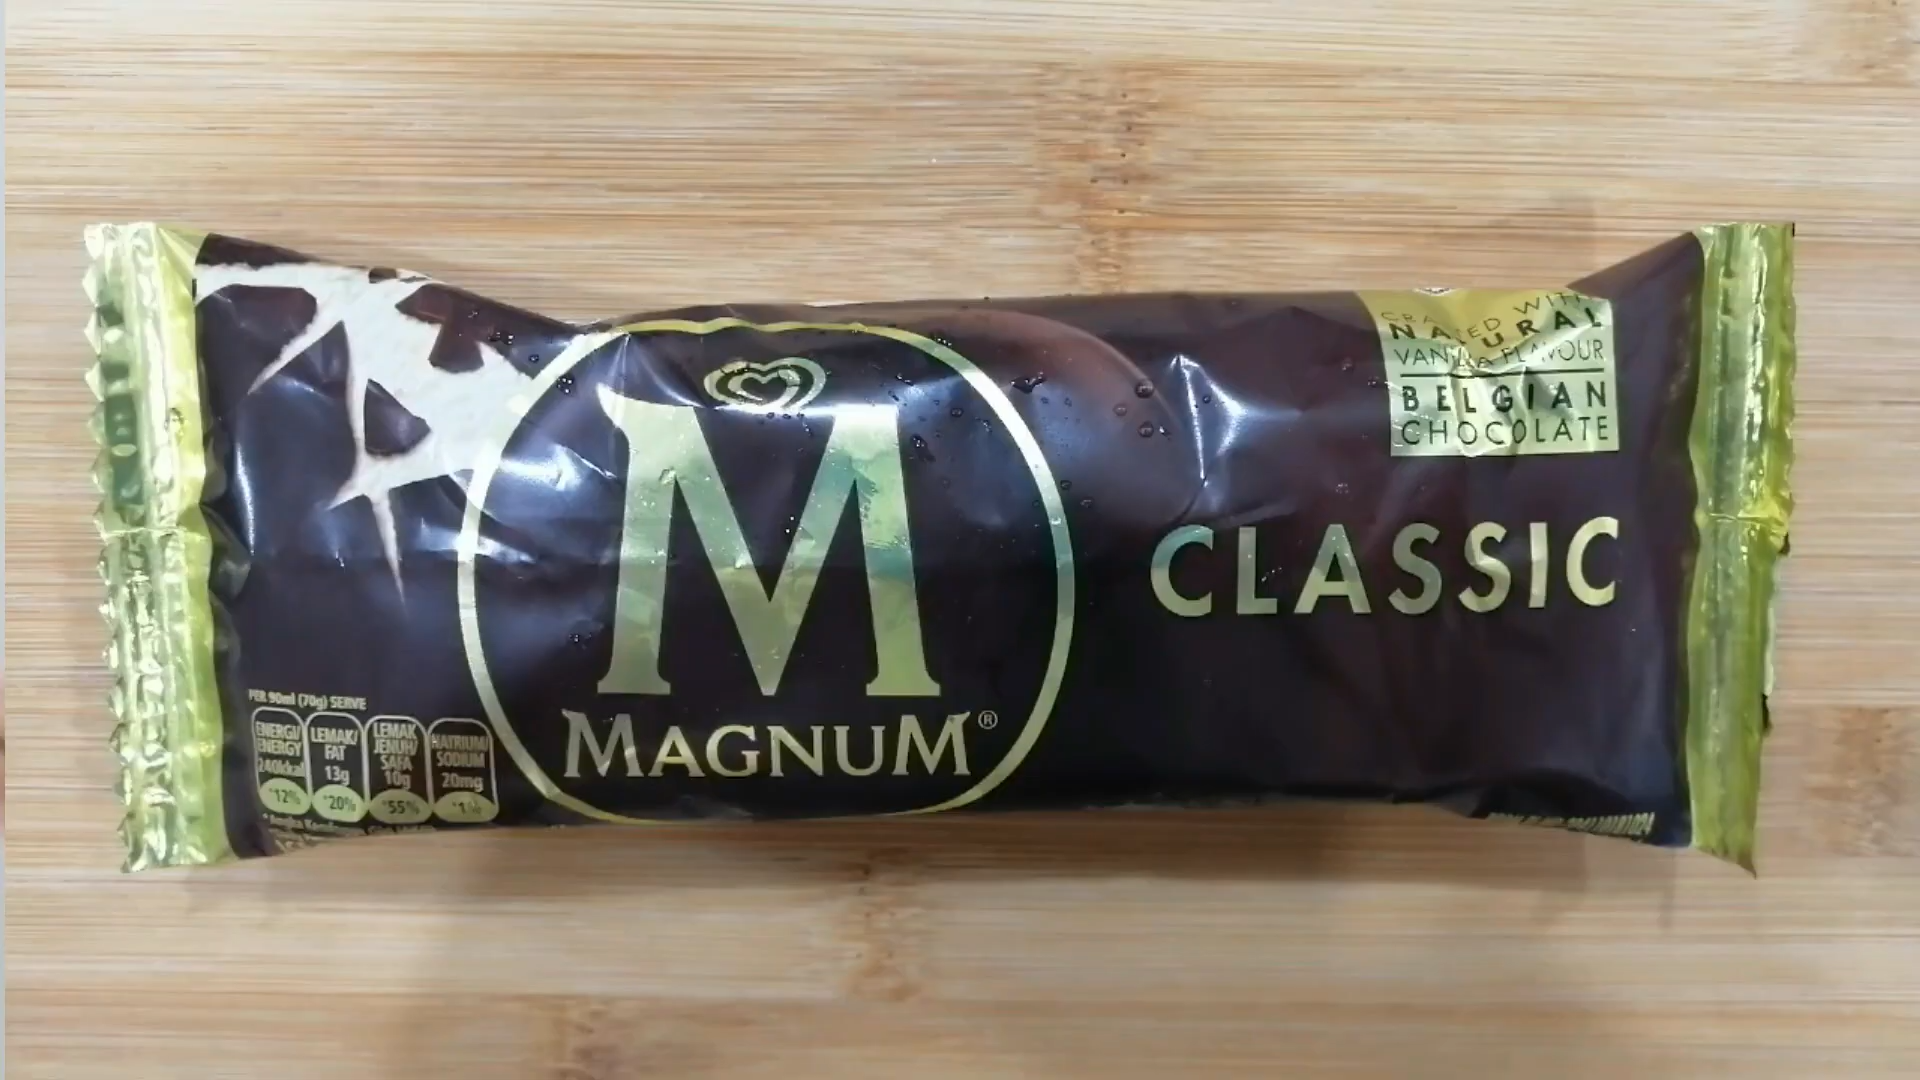 CRAFTED WITH
NATURAL
VANILLA FLAVOUR
BELGIAN
CHOCOLATE
M
CLASSIC
MAGNUM®
PER 90ml (70g) SERVE
ENERGI/
ENERGY
240kkal
*12%
LEMAK/
FAT
13g
*20%
LEMAK
JENUH/
SAFA
10g
*55%
NATRIUM/
SODIUM
20mg
*1%